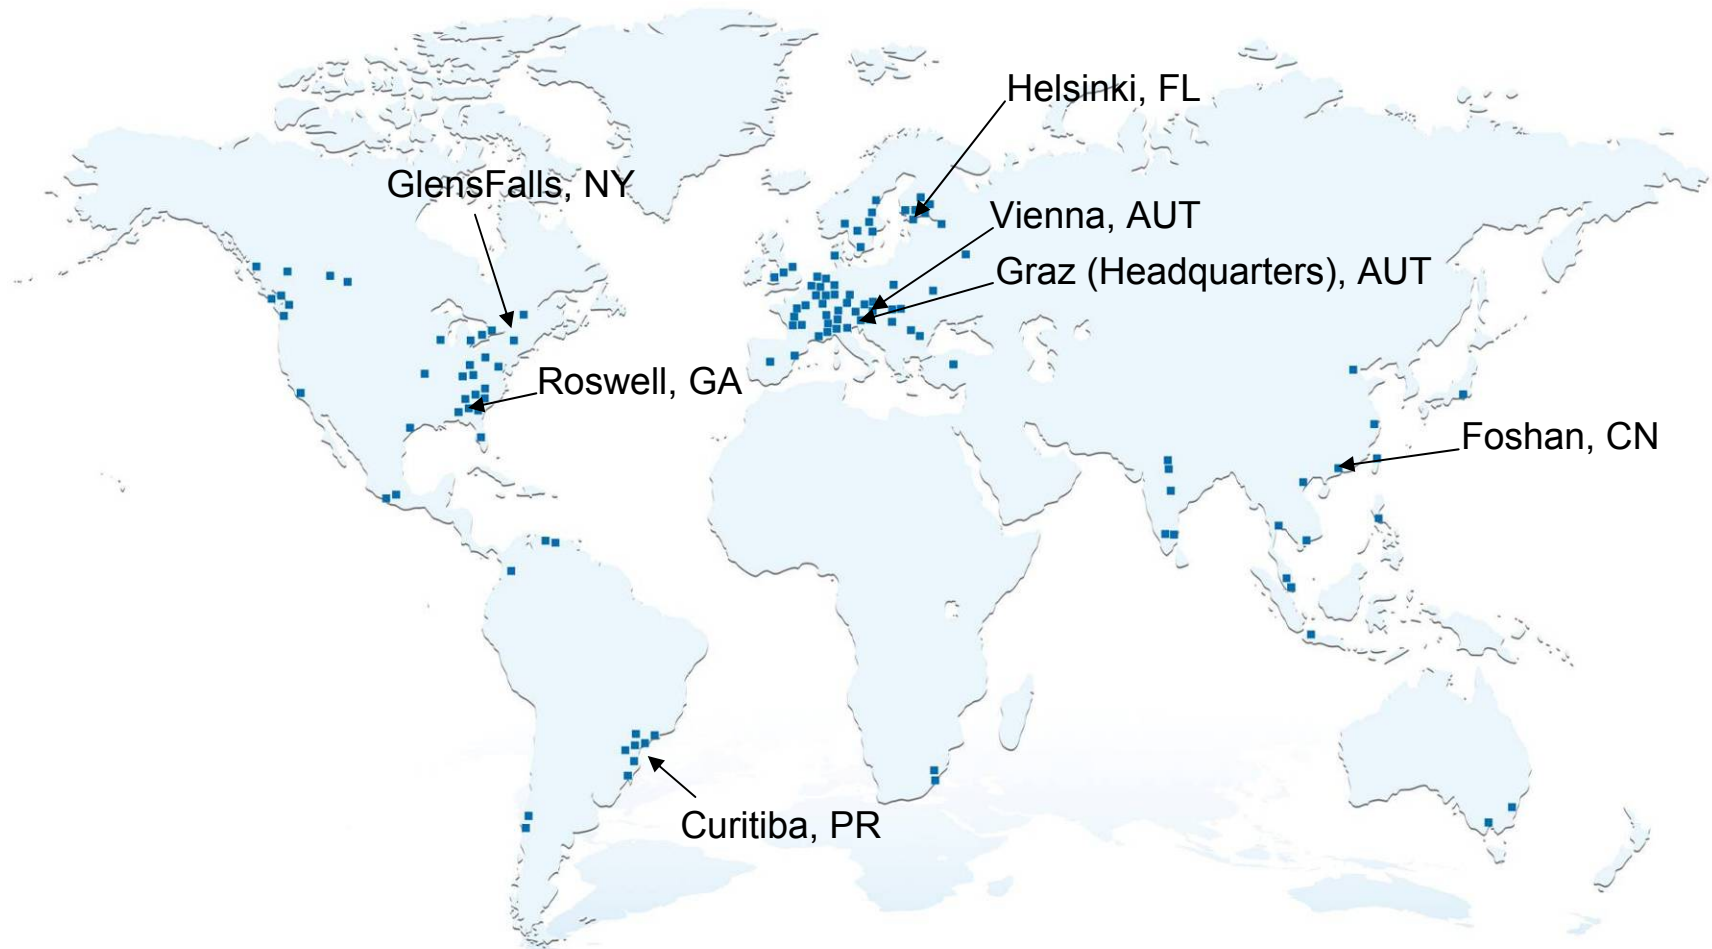 Helsinki, FL
GlensFalls, NY
Vienna, AUT
Graz (Headquarters), AUT
Roswell, GA
Foshan, CN
Curitiba, PR